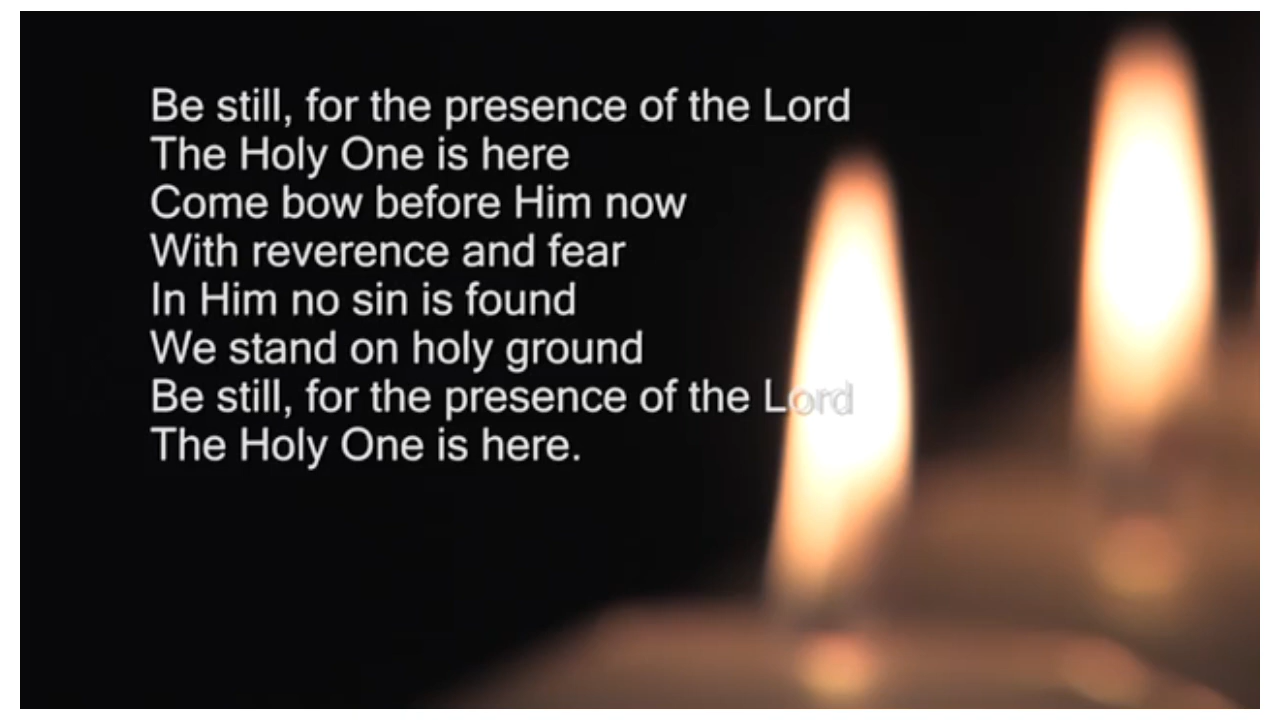 Be still, for the presence of the Lord
The Holy One is here
Come bow before Him now
With reverence and fear
In Him no sin is found
We stand on holy ground
Be still, for the presence of the Lord
The Holy One is here.